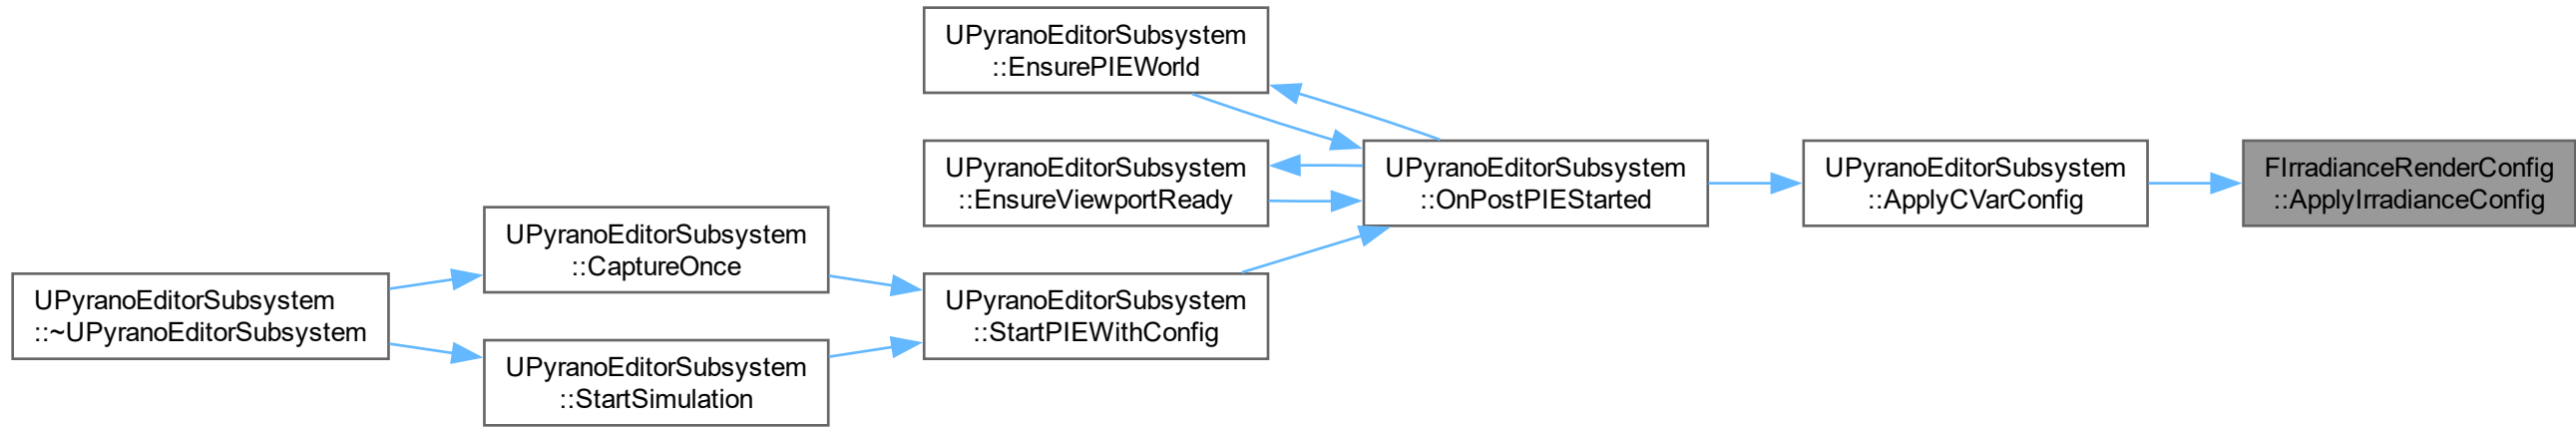 UPyranoEditorSubsystem
::EnsurePIEWorld
UPyranoEditorSubsystem
::EnsureViewportReady
UPyranoEditorSubsystem
::OnPostPIEStarted
UPyranoEditorSubsystem
::ApplyCVarConfig
FIrradianceRenderConfig
::ApplyIrradianceConfig
UPyranoEditorSubsystem
::CaptureOnce
UPyranoEditorSubsystem
::~UPyranoEditorSubsystem
UPyranoEditorSubsystem
::StartPIEWithConfig
UPyranoEditorSubsystem
::StartSimulation